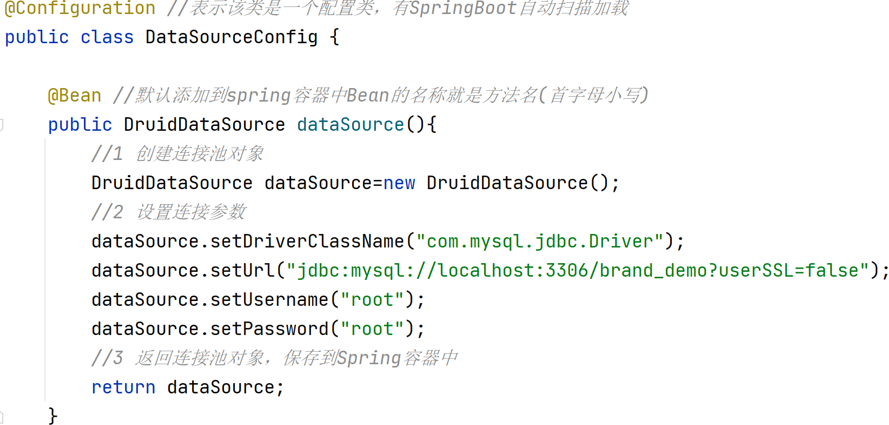 @Configuration //表示该类是一个配置类，有SpringBoot自动扫描加载
public class DataSourceConfig {
@Bean //默认添加到spring容器中Bean的名称就是方法名(首字母小写)
public DruidDataSource dataSource(){
//1 创建连接池对象
DruidDataSource dataSource=new DruidDataSource();
//2 设置连接参数
dataSource.setDriverClassName("com.mysql.jdbc.Driver");
dataSource.setUrl("jdbc:mysql://localhost:3306/brand_demo?userSSL=false");
dataSource.setUsername("root");
dataSource.setPassword("root");
//3 返回连接池对象，保存到Spring容器中
return dataSource;
}